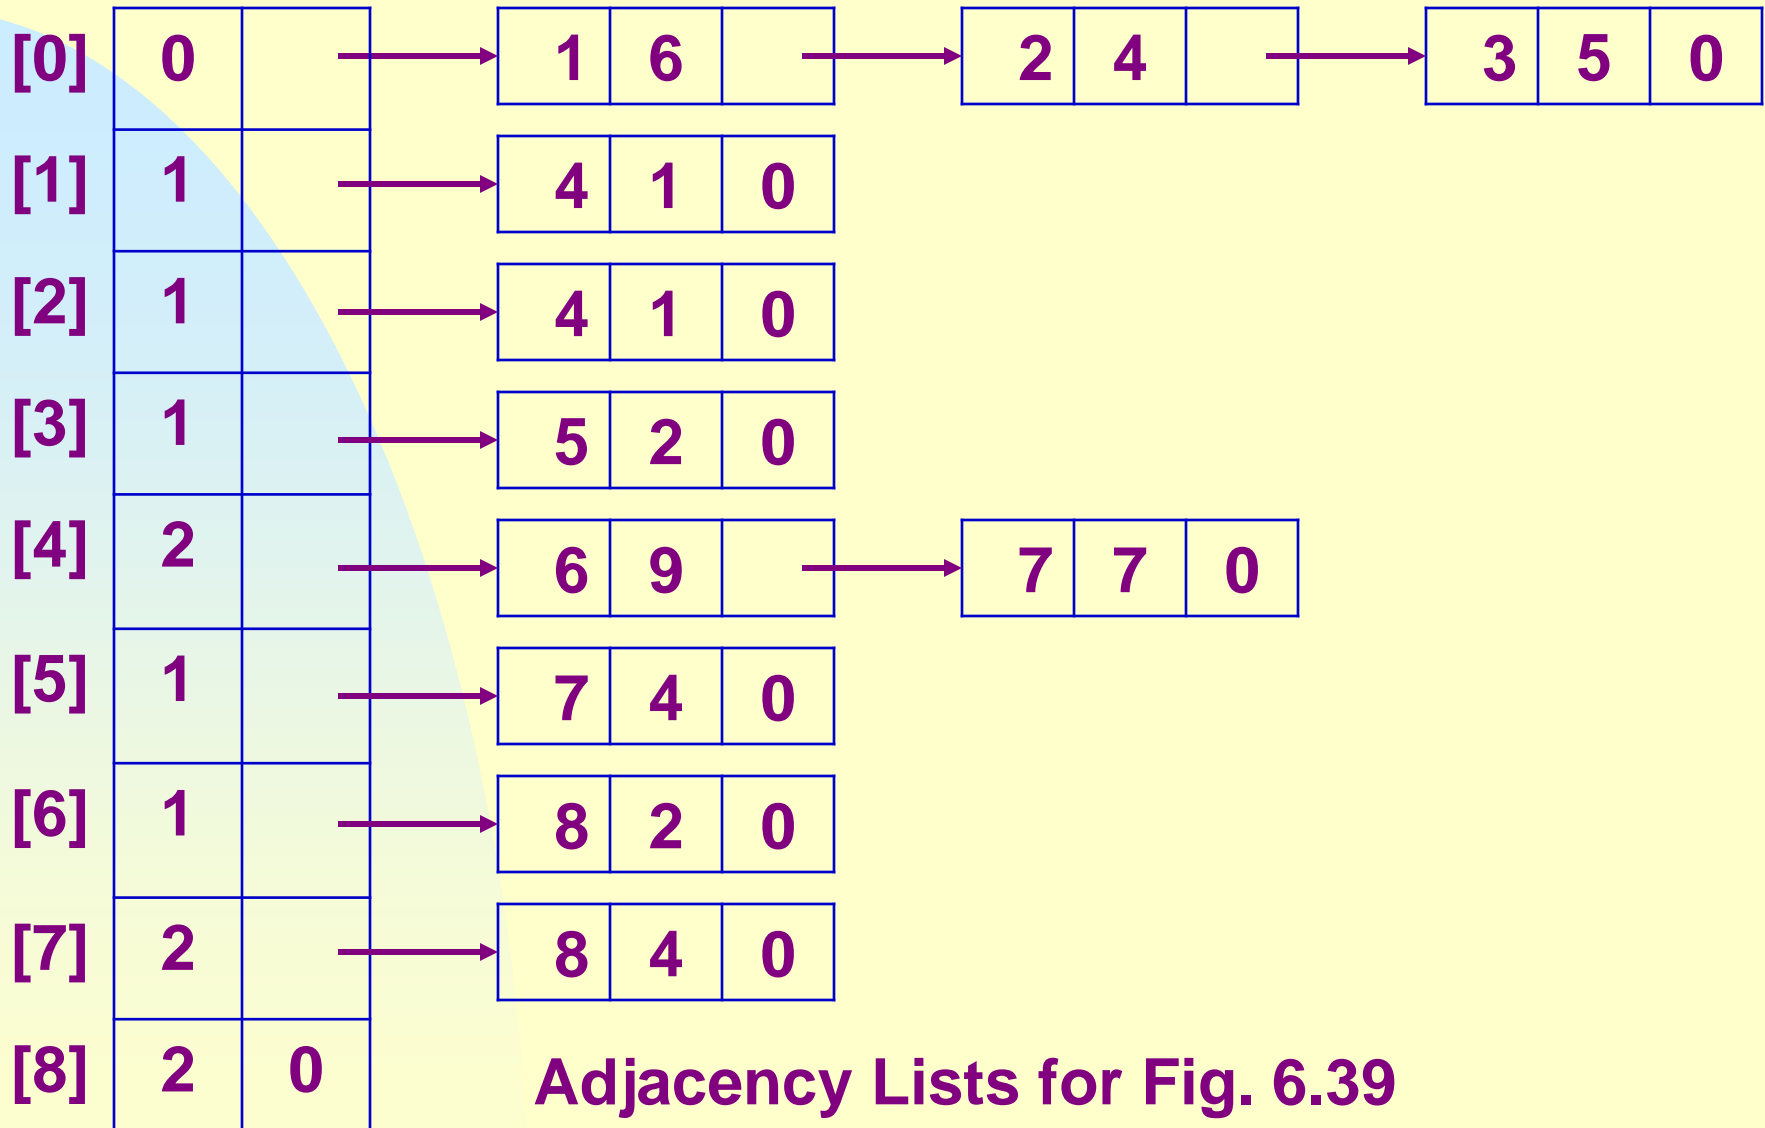 [0] 0 1 6 2 4 3 5 0
[1] 1 4 1 0
[2] 1 4 1 0
[3] 1 5 2 0
[4] 2 6 9 7 7 0
[5] 1 7 4 0
[6] 1 8 2 0
[7] 2 8 4 0
[8] 2 0
Adjacency Lists for Fig. 6.39